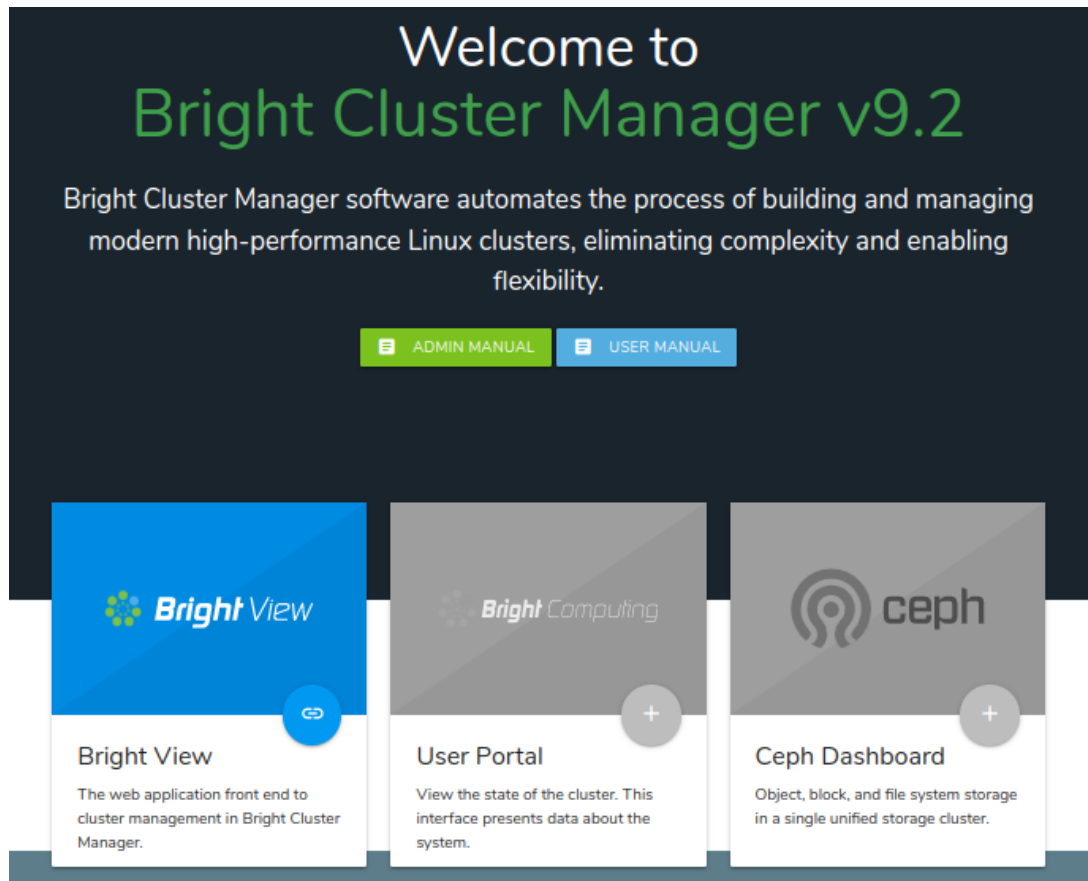 Welcome to
Bright Cluster Manager v9.2
Bright Cluster Manager software automates the process of building and managing
modern high-performance Linux clusters, eliminating complexity and enabling
flexibility.
ADMIN MANUAL
USER MANUAL
Bright View
Bright Computing
ceph
Bright View
The web application front end to
cluster management in Bright Cluster
Manager.
User Portal
View the state of the cluster. This
interface presents data about the
system.
Ceph Dashboard
Object, block, and file system storage
in a single unified storage cluster.